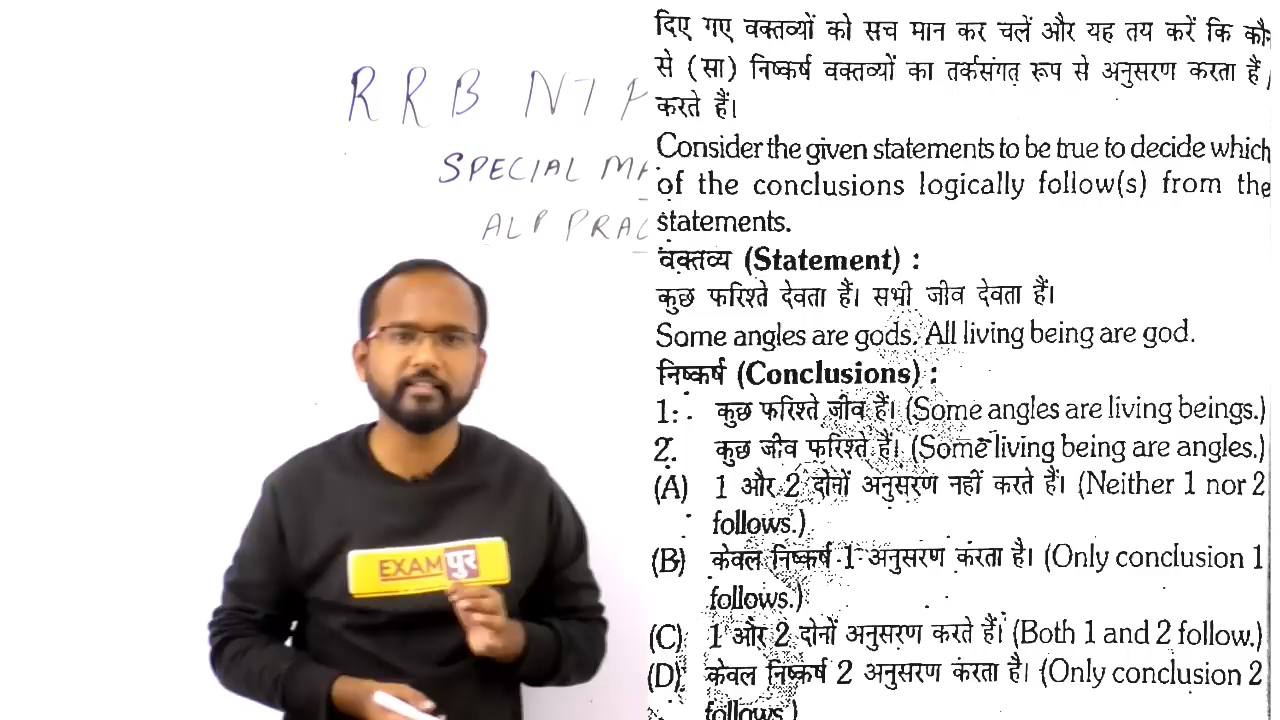 RRB NT
SPECIAL
ALP
EXAMपुर
दिए गए वक्तव्यों को सच मान कर चलें और यह तय करें कि
से (सा) निष्कर्ष वक्तव्यों का तर्कसंगत् रूप से अनुसरण करता है /
करते हैं।
Consider the given statements to be true to decide which
of the conclusions logically follow(s) from the
statements.
वक्तव्य (Statement) :
कुछ फरिश्ते देवता हैं। सभी जीव देवता हैं।
Some angles are gods. All living being are god.
निष्कर्ष (Conclusions) :
1. कुछ फरिश्ते जीव हैं। (Some angles are living beings.)
2. कुछ जीव फरिश्ते हैं। (Some living being are angles.)
(A) 1 और 2 दोनों अनुसरण नहीं करते हैं। (Neither 1 nor 2
follows.)
(B) केवल निष्कर्ष 1 अनुसरण करता है। (Only conclusion 1
follows.)
(C) 1 और 2 दोनों अनुसरण करते हैं। (Both 1 and 2 follow.)
(D) केवल निष्कर्ष 2 अनुसरण करता है। (Only conclusion 2
follows.)